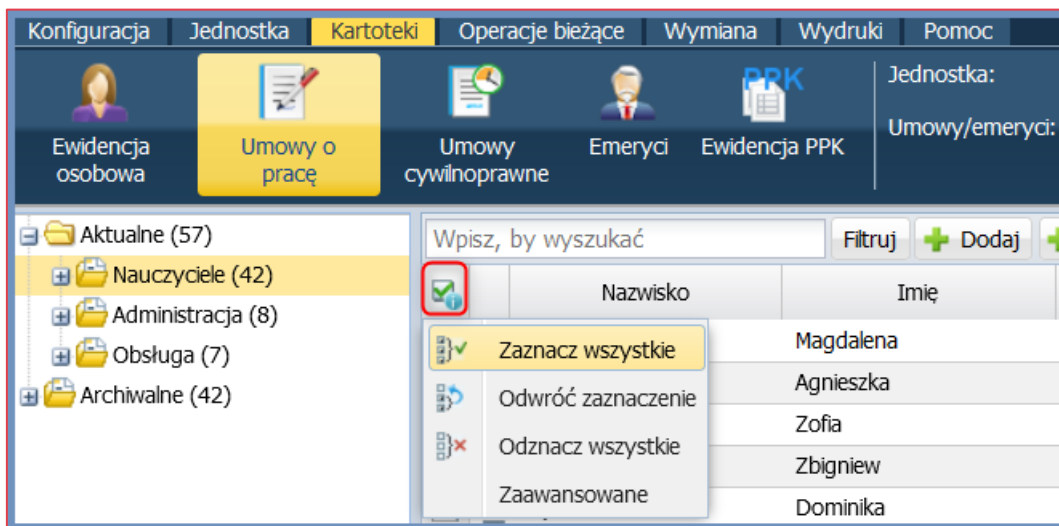 Konfiguracja Jednostka Kartoteki Operacje bieżące Wymiana Wydruki Pomoc
PPK
Ewidencja
osobowa
Umowy o
pracę
Umowy
cywilnoprawne
Emeryci
Ewidencja PPK
Jednostka:
Umowy/emeryci:
Aktualne (57)
Nauczyciele (42)
Administracja (8)
Obsługa (7)
Archiwalne (42)
Wpisz, by wyszukać Filtruj Dodaj
Nazwisko Imię
Zaznacz wszystkie
Odwróć zaznaczenie
Odznacz wszystkie
Zaawansowane
Magdalena
Agnieszka
Zofia
Zbigniew
Dominika